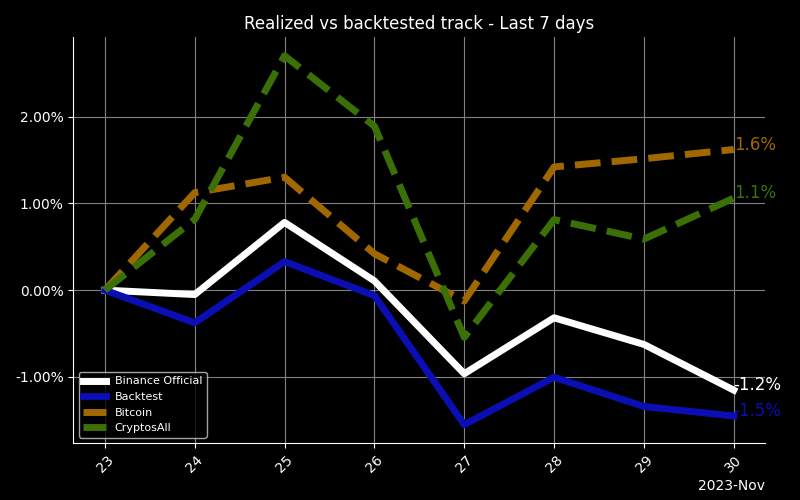 Realized vs backtested track - Last 7 days
2.00%
1.00%
0.00%
-1.00%
1.6%
1.1%
-1.2%
-1.5%
Binance Official
Backtest
Bitcoin
CryptosAll
23
24
25
26
27
28
29
30
2023-Nov